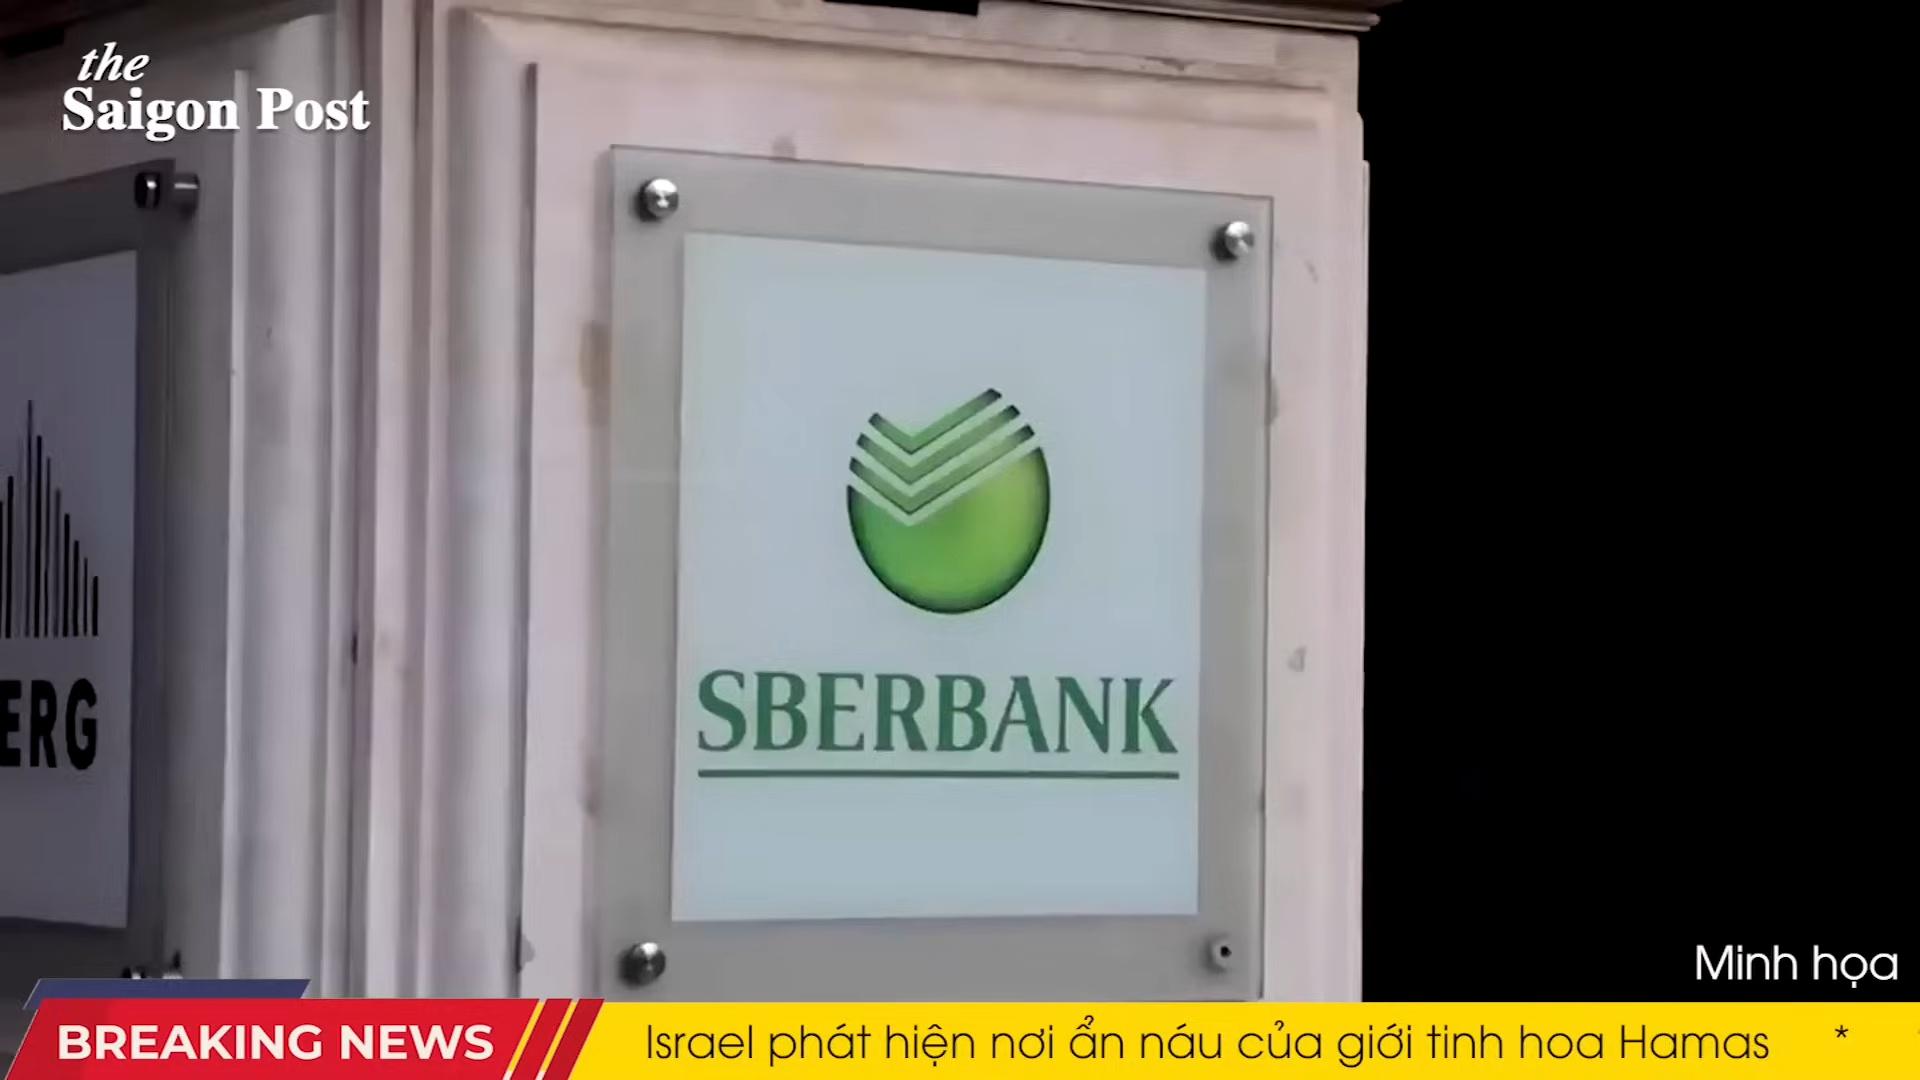 the
Saigon Post
ERG
SBERBANK
Minh họa
BREAKING NEWS
Israel phát hiện nơi ẩn náu của giới tinh hoa Hamas *